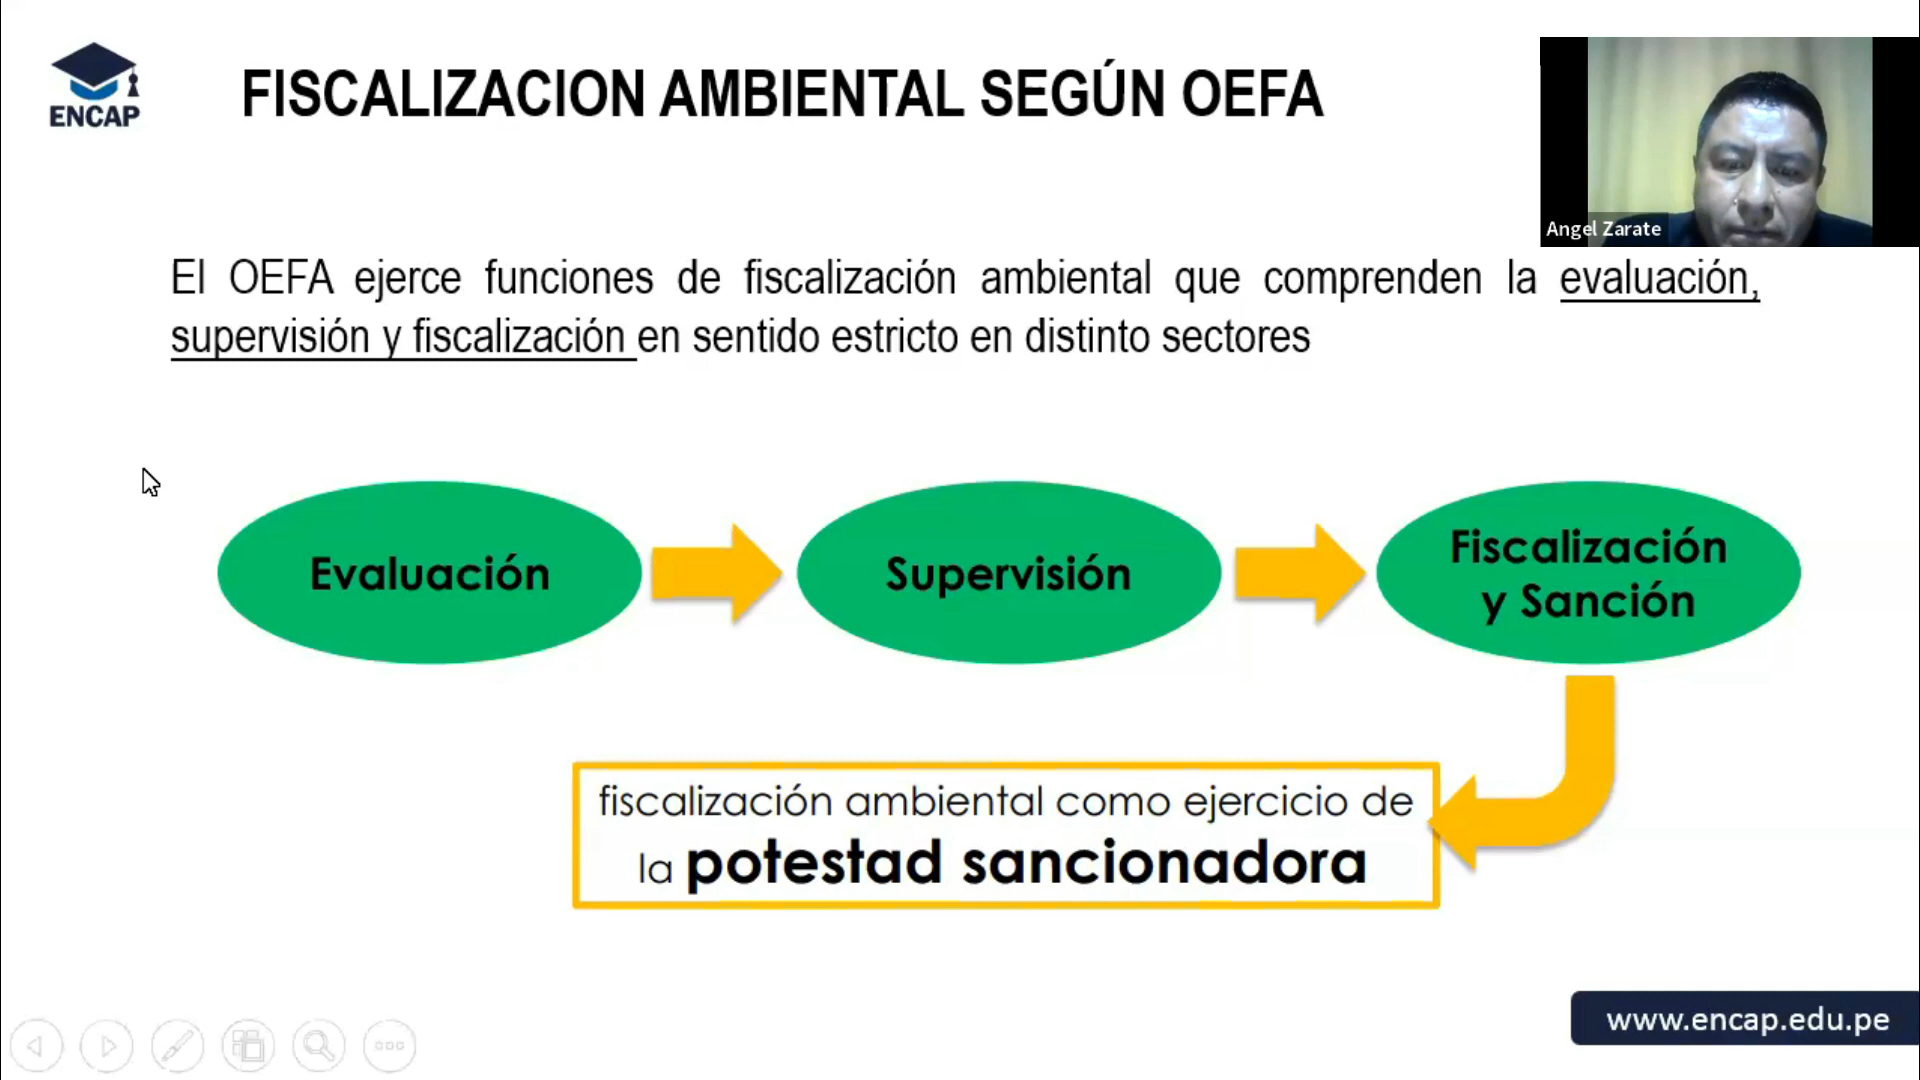 ENCAP
FISCALIZACION AMBIENTAL SEGÚN OEFA
Angel Zarate
El OEFA ejerce funciones de fiscalización ambiental que comprenden la evaluación,
supervisión y fiscalización en sentido estricto en distinto sectores
Evaluación
Supervisión
Fiscalización
y Sanción
fiscalización ambiental como ejercicio de
la potestad sancionadora
www.encap.edu.pe